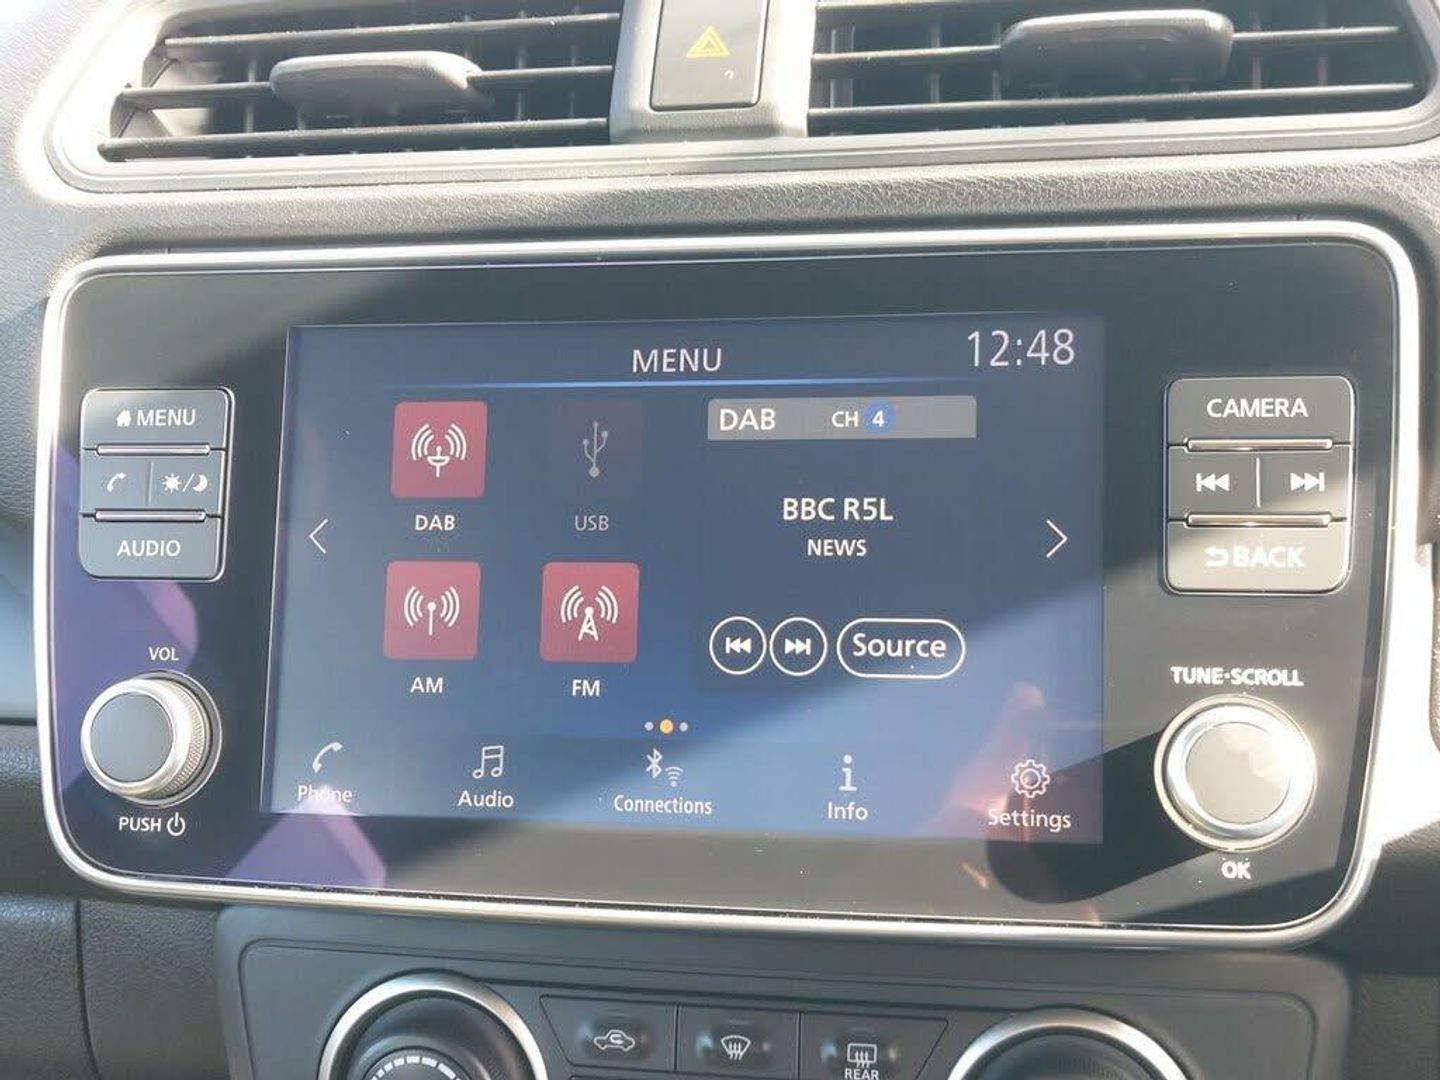 MENU
12:48
MENU
DAB CH 4
CAMERA
DAB
USB
BBC R5L
NEWS
AUDIO
BACK
AM
FM
Source
VOL
TUNE·SCROLL
Phone
Audio
Connections
Info
Settings
PUSH
OK
REAR